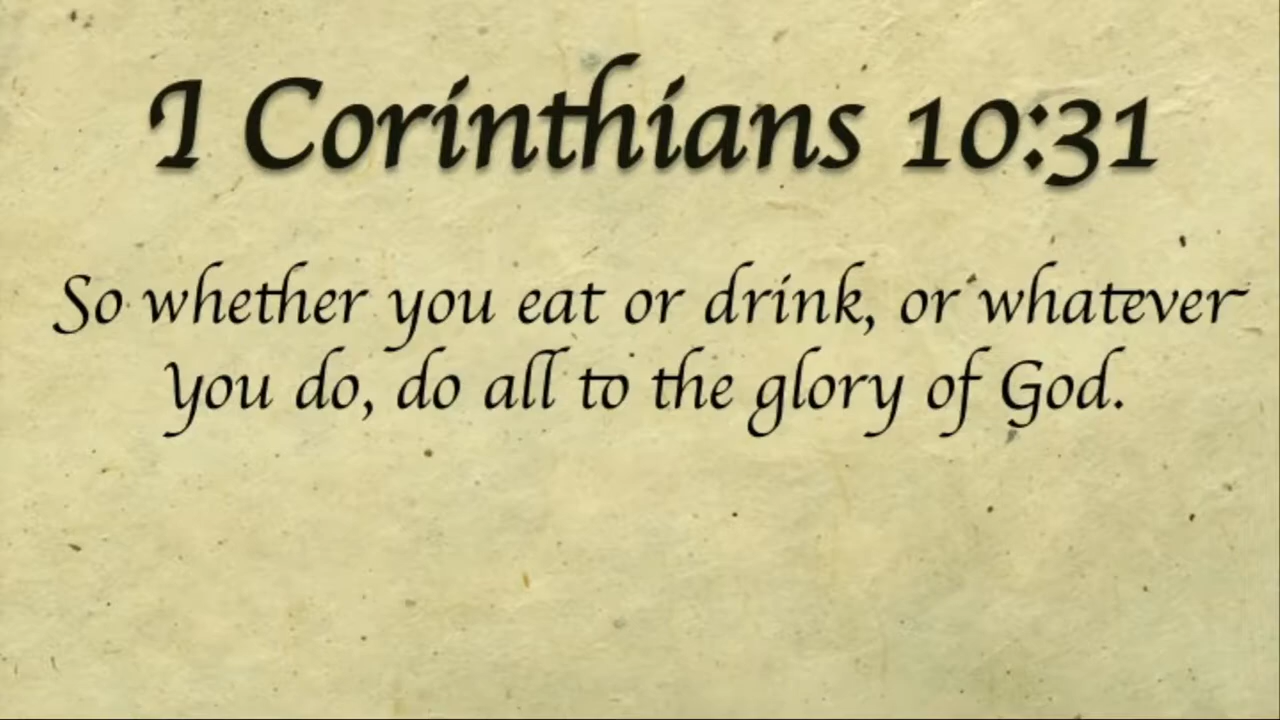 I Corinthians 10:31
So whether you eat or drink, or whatever
you do, do all to the glory of God.